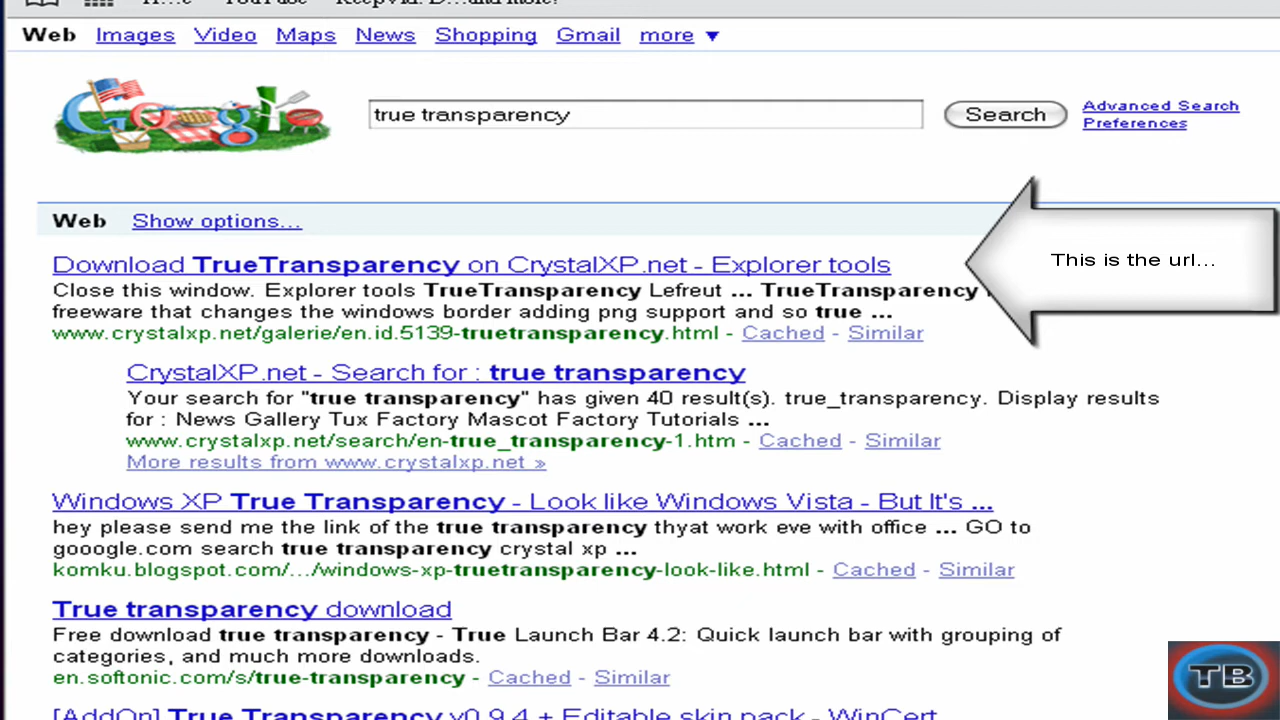 Web Images Video Maps News Shopping Gmail more ▼
Google
true transparency Search Advanced Search
Preferences
Web Show options...
This is the url...
Download TrueTransparency on CrystalXP.net - Explorer tools
Close this window. Explorer tools TrueTransparency Lefreut ... TrueTransparency
freeware that changes the windows border adding png support and so true ...
www.crystalxp.net/galerie/en.id.5139-truetransparency.html - Cached - Similar
CrystalXP.net - Search for : true transparency
Your search for "true transparency" has given 40 result(s). true_transparency. Display results
for : News Gallery Tux Factory Mascot Factory Tutorials ...
www.crystalxp.net/search/en-true_transparency-1.htm - Cached - Similar
More results from www.crystalxp.net »
Windows XP True Transparency - Look like Windows Vista - But It's ...
hey please send me the link of the true transparency thyat work eve with office ... GO to
gooogle.com search true transparency crystal xp ...
komku.blogspot.com/.../windows-xp-truetransparency-look-like.html - Cached - Similar
True transparency download
Free download true transparency - True Launch Bar 4.2: Quick launch bar with grouping of
categories, and much more downloads.
en.softonic.com/s/true-transparency - Cached - Similar
[AddOn] True Transparency v0.9.4 + Editable skin pack - WinCert
TB